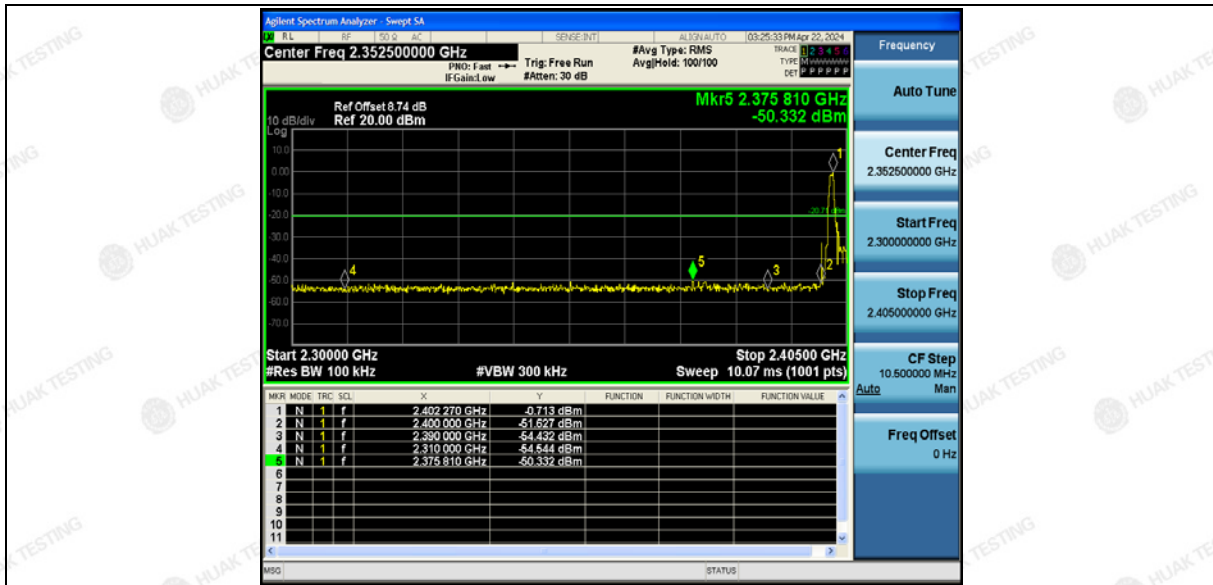 Agilent Spectrum Analyzer - Swept SA
RL RF 50 Ω AC SENSE:INT ALIGN AUTO 03:25:33 PM Apr 22, 2024
Center Freq 2.352500000 GHz
PNO: Fast
IFGain:Low
Trig: Free Run
#Atten: 30 dB
#Avg Type: RMS
Avg|Hold: 100/100
TRACE 1 2 3 4 5 6
TYPE M
DET P P P P P P
Mkr5 2.375 810 GHz
-50.332 dBm
Ref Offset 8.74 dB
10 dB/div Ref 20.00 dBm
Log
10.0
0.00
-10.0
-20.0
-30.0
-40.0
-50.0
-60.0
-70.0
-20.71 dBm
1
2
3
4
5
Start 2.30000 GHz Stop 2.40500 GHz
#Res BW 100 kHz #VBW 300 kHz Sweep 10.07 ms (1001 pts)
MKR MODE TRC SCL X Y FUNCTION FUNCTION WIDTH FUNCTION VALUE
1 N 1 f 2.402 270 GHz -0.713 dBm
2 N 1 f 2.400 000 GHz -51.627 dBm
3 N 1 f 2.390 000 GHz -54.432 dBm
4 N 1 f 2.310 000 GHz -54.544 dBm
5 N 1 f 2.375 810 GHz -50.332 dBm
6
7
8
9
10
11
MSG STATUS
Frequency
Auto Tune
Center Freq
2.352500000 GHz
Start Freq
2.300000000 GHz
Stop Freq
2.405000000 GHz
CF Step
10.500000 MHz
Auto Man
Freq Offset
0 Hz
HUAK TESTING